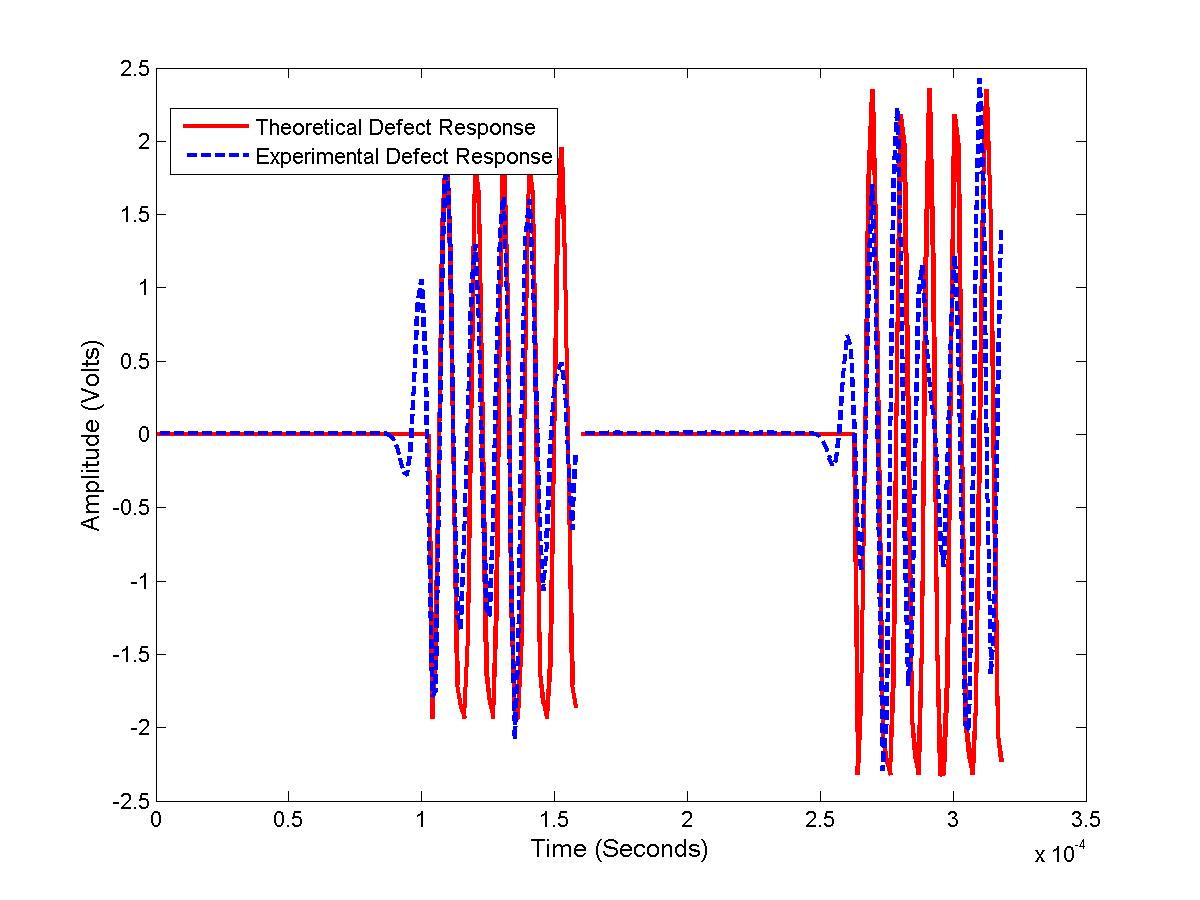 2.5
2
1.5
1
0.5
0
-0.5
-1
-1.5
-2
-2.5
Amplitude (Volts)
Theoretical Defect Response
Experimental Defect Response
0 0.5 1 1.5 2 2.5 3 3.5
Time (Seconds)
x 10-4